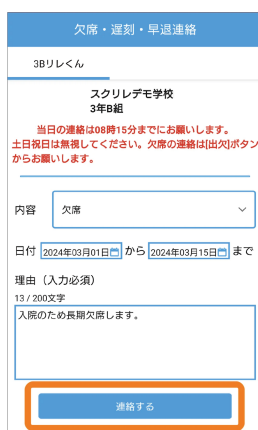 欠席・遅刻・早退連絡
3Bリレくん
スクリレデモ学校
3年B組
当日の連絡は08時15分までにお願いします。
土日祝日は無視してください。欠席の連絡は[出欠]ボタン
からお願いします。
内容 欠席
日付 2024年03月01日 から 2024年03月15日 まで
理由（入力必須）
13 / 200文字
入院のため長期欠席します。
連絡する